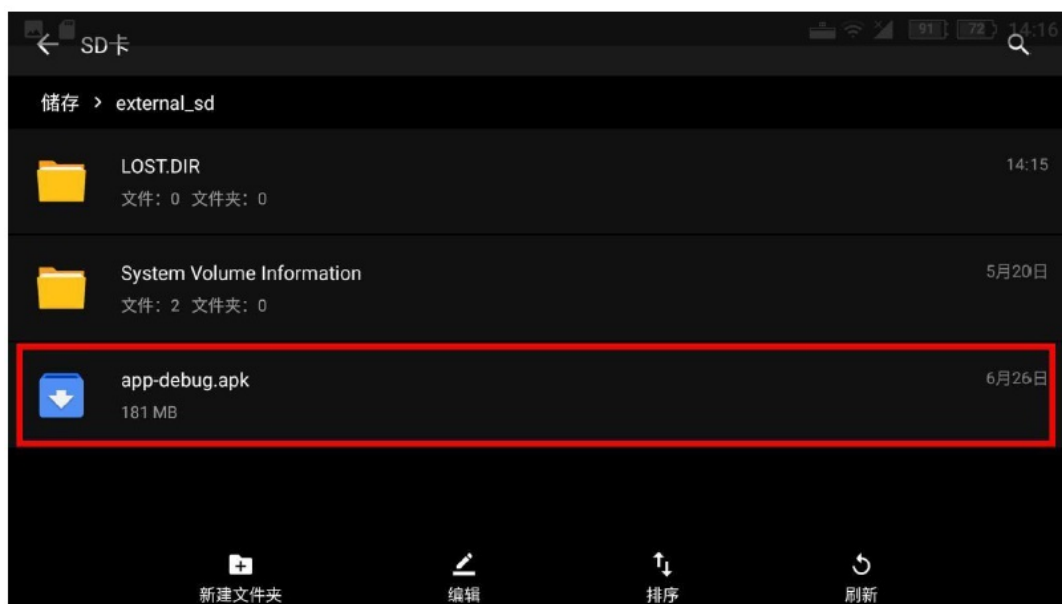 SD卡
91 72 14:16
储存 > external_sd
LOST.DIR
14:15
文件：0 文件夹：0
System Volume Information
5月20日
文件：2 文件夹：0
app-debug.apk
6月26日
181 MB
新建文件夹
编辑
排序
刷新